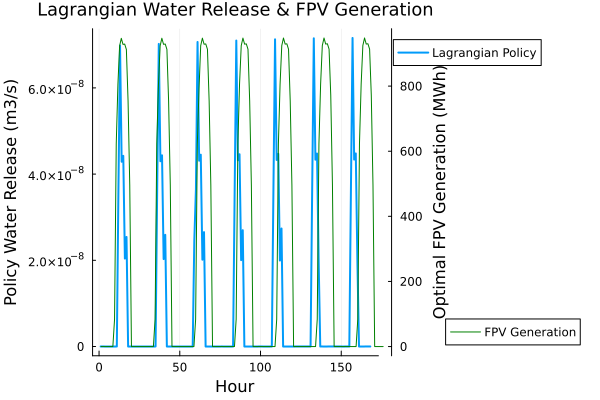 Lagrangian Water Release & FPV Generation
Policy Water Release (m3/s)
6.0×10⁻⁸
4.0×10⁻⁸
2.0×10⁻⁸
0
0
50
100
150
Hour
800
600
400
200
0
Optimal FPV Generation (MWh)
Lagrangian Policy
FPV Generation